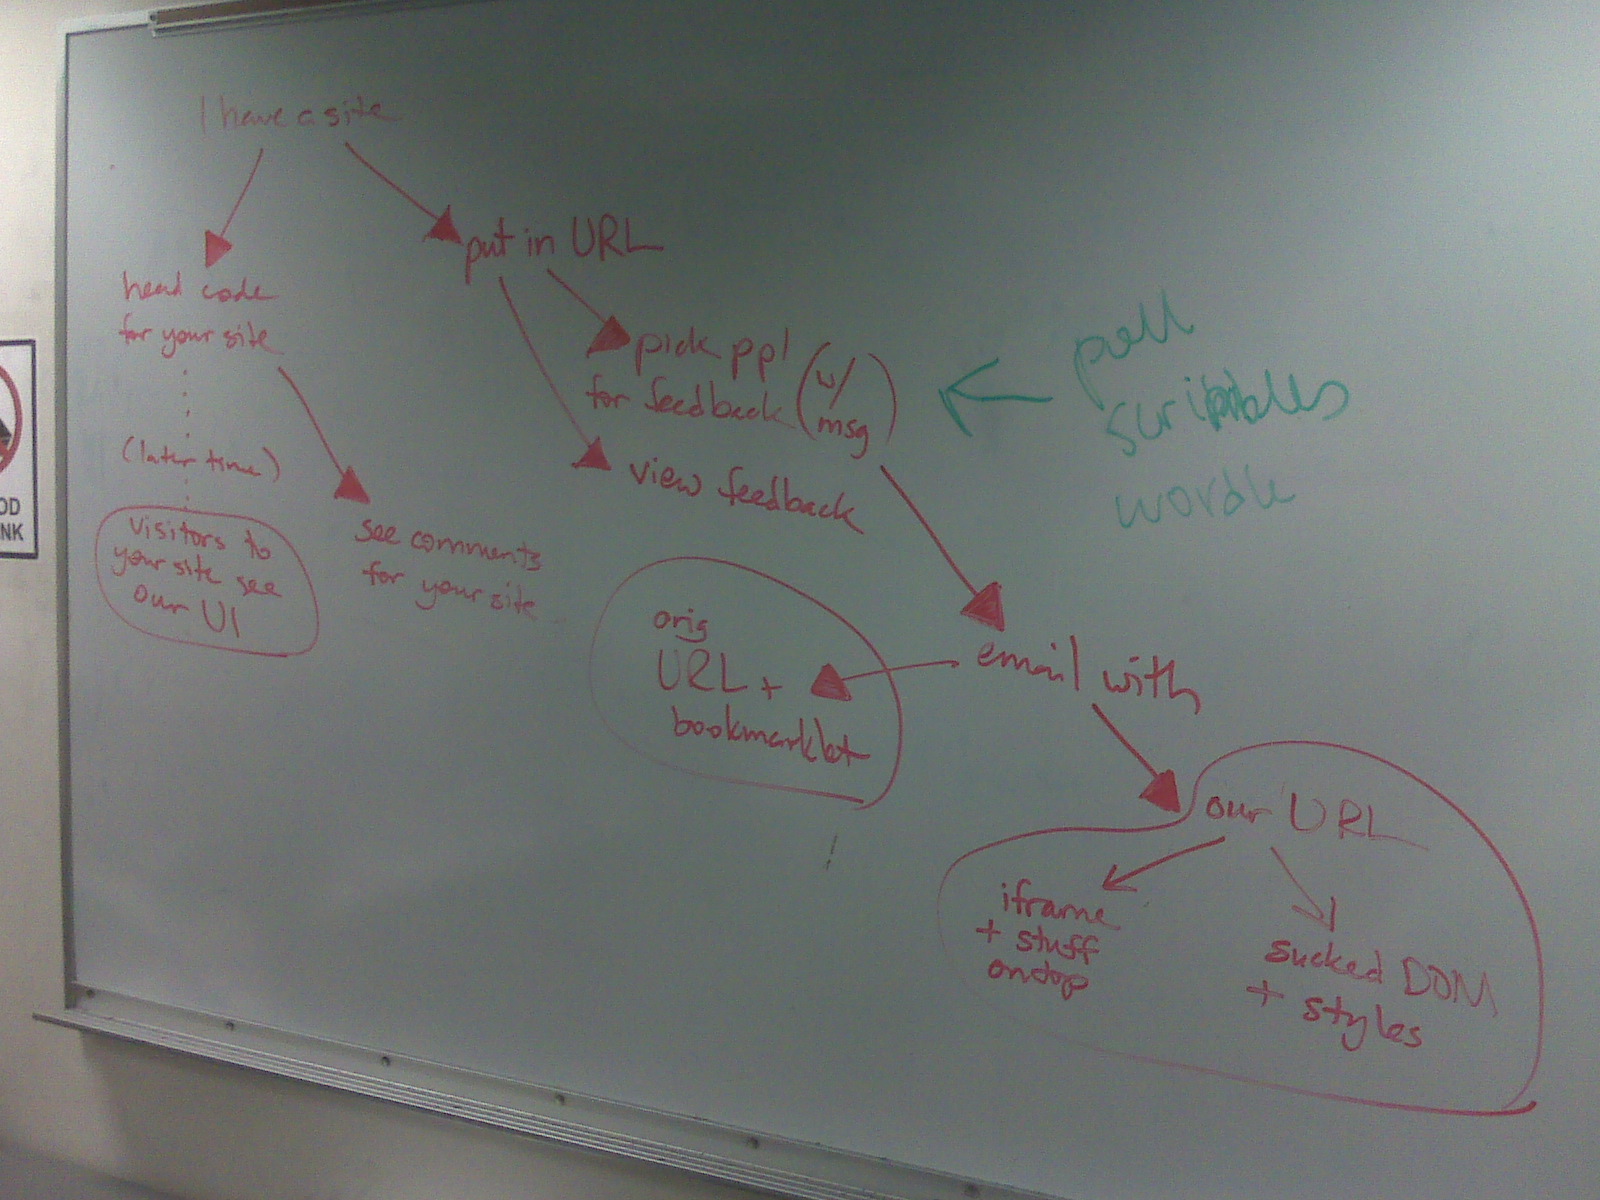 I have a site
put in URL
head code
for your site
pick ppl
for feedback
(w/
msg)
poll
scribbles
wordle
(later time)
view feedback
visitors to
your site see
our UI
see comments
for your site
orig
URL +
bookmarklet
email with
our URL
iframe
+ stuff
on top
sucked DOM
+ styles
OD
NK